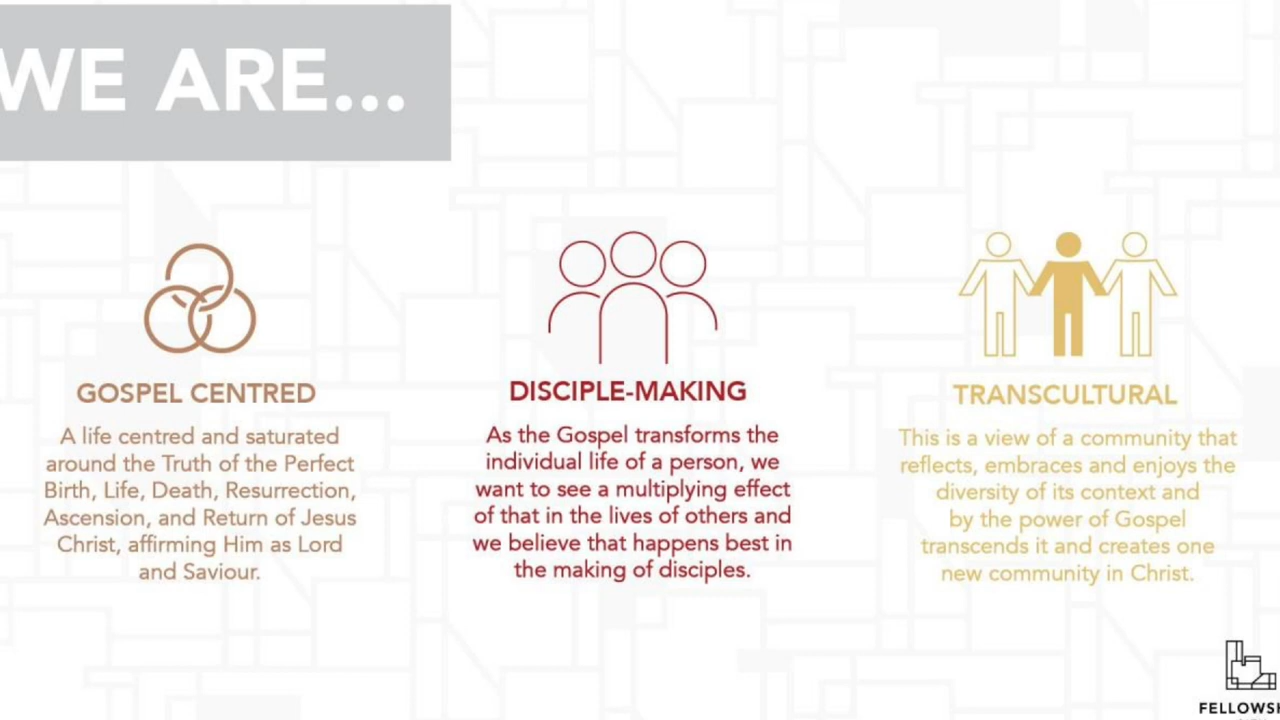 WE ARE...
GOSPEL CENTRED
A life centred and saturated
around the Truth of the Perfect
Birth, Life, Death, Resurrection,
Ascension, and Return of Jesus
Christ, affirming Him as Lord
and Saviour.
DISCIPLE-MAKING
As the Gospel transforms the
individual life of a person, we
want to see a multiplying effect
of that in the lives of others and
we believe that happens best in
the making of disciples.
TRANSCULTURAL
This is a view of a community that
reflects, embraces and enjoys the
diversity of its context and
by the power of Gospel
transcends it and creates one
new community in Christ.